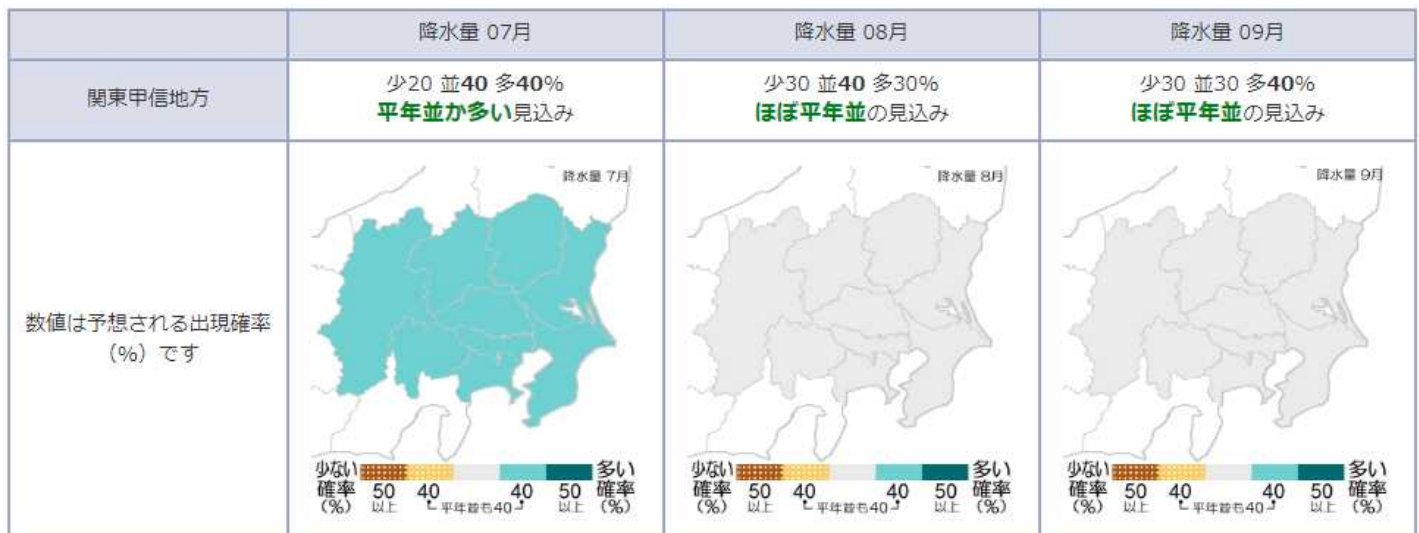 降水量 07月
降水量 08月
降水量 09月
関東甲信地方
少20 並40 多40%
平年並か多い見込み
少30 並40 多30%
ほぼ平年並の見込み
少30 並30 多40%
ほぼ平年並の見込み
数値は予想される出現確率
（%）です
降水量 7月
少ない
確率
(%)
50
以上
40
平年並も40
40
50
以上
多い
確率
(%)
降水量 8月
少ない
確率
(%)
50
以上
40
平年並も40
40
50
以上
多い
確率
(%)
降水量 9月
少ない
確率
(%)
50
以上
40
平年並も40
40
50
以上
多い
確率
(%)